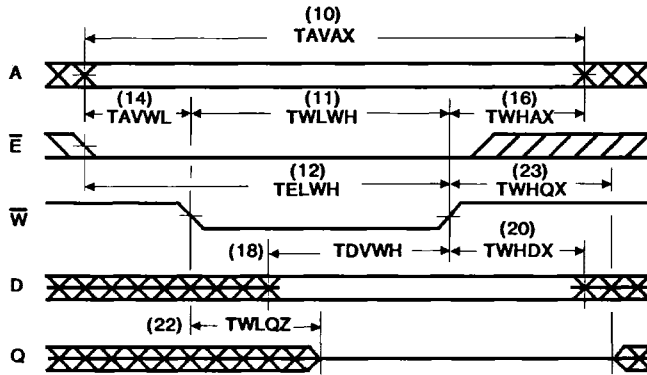 (10)
TAVAX
A
(14) (11) (16)
TAVWL TWLWH TWHAX
E
(12) (23)
TELWH TWHQX
W
(20)
(18) TDVWH TWHDX
D
(22) TWLQZ
Q